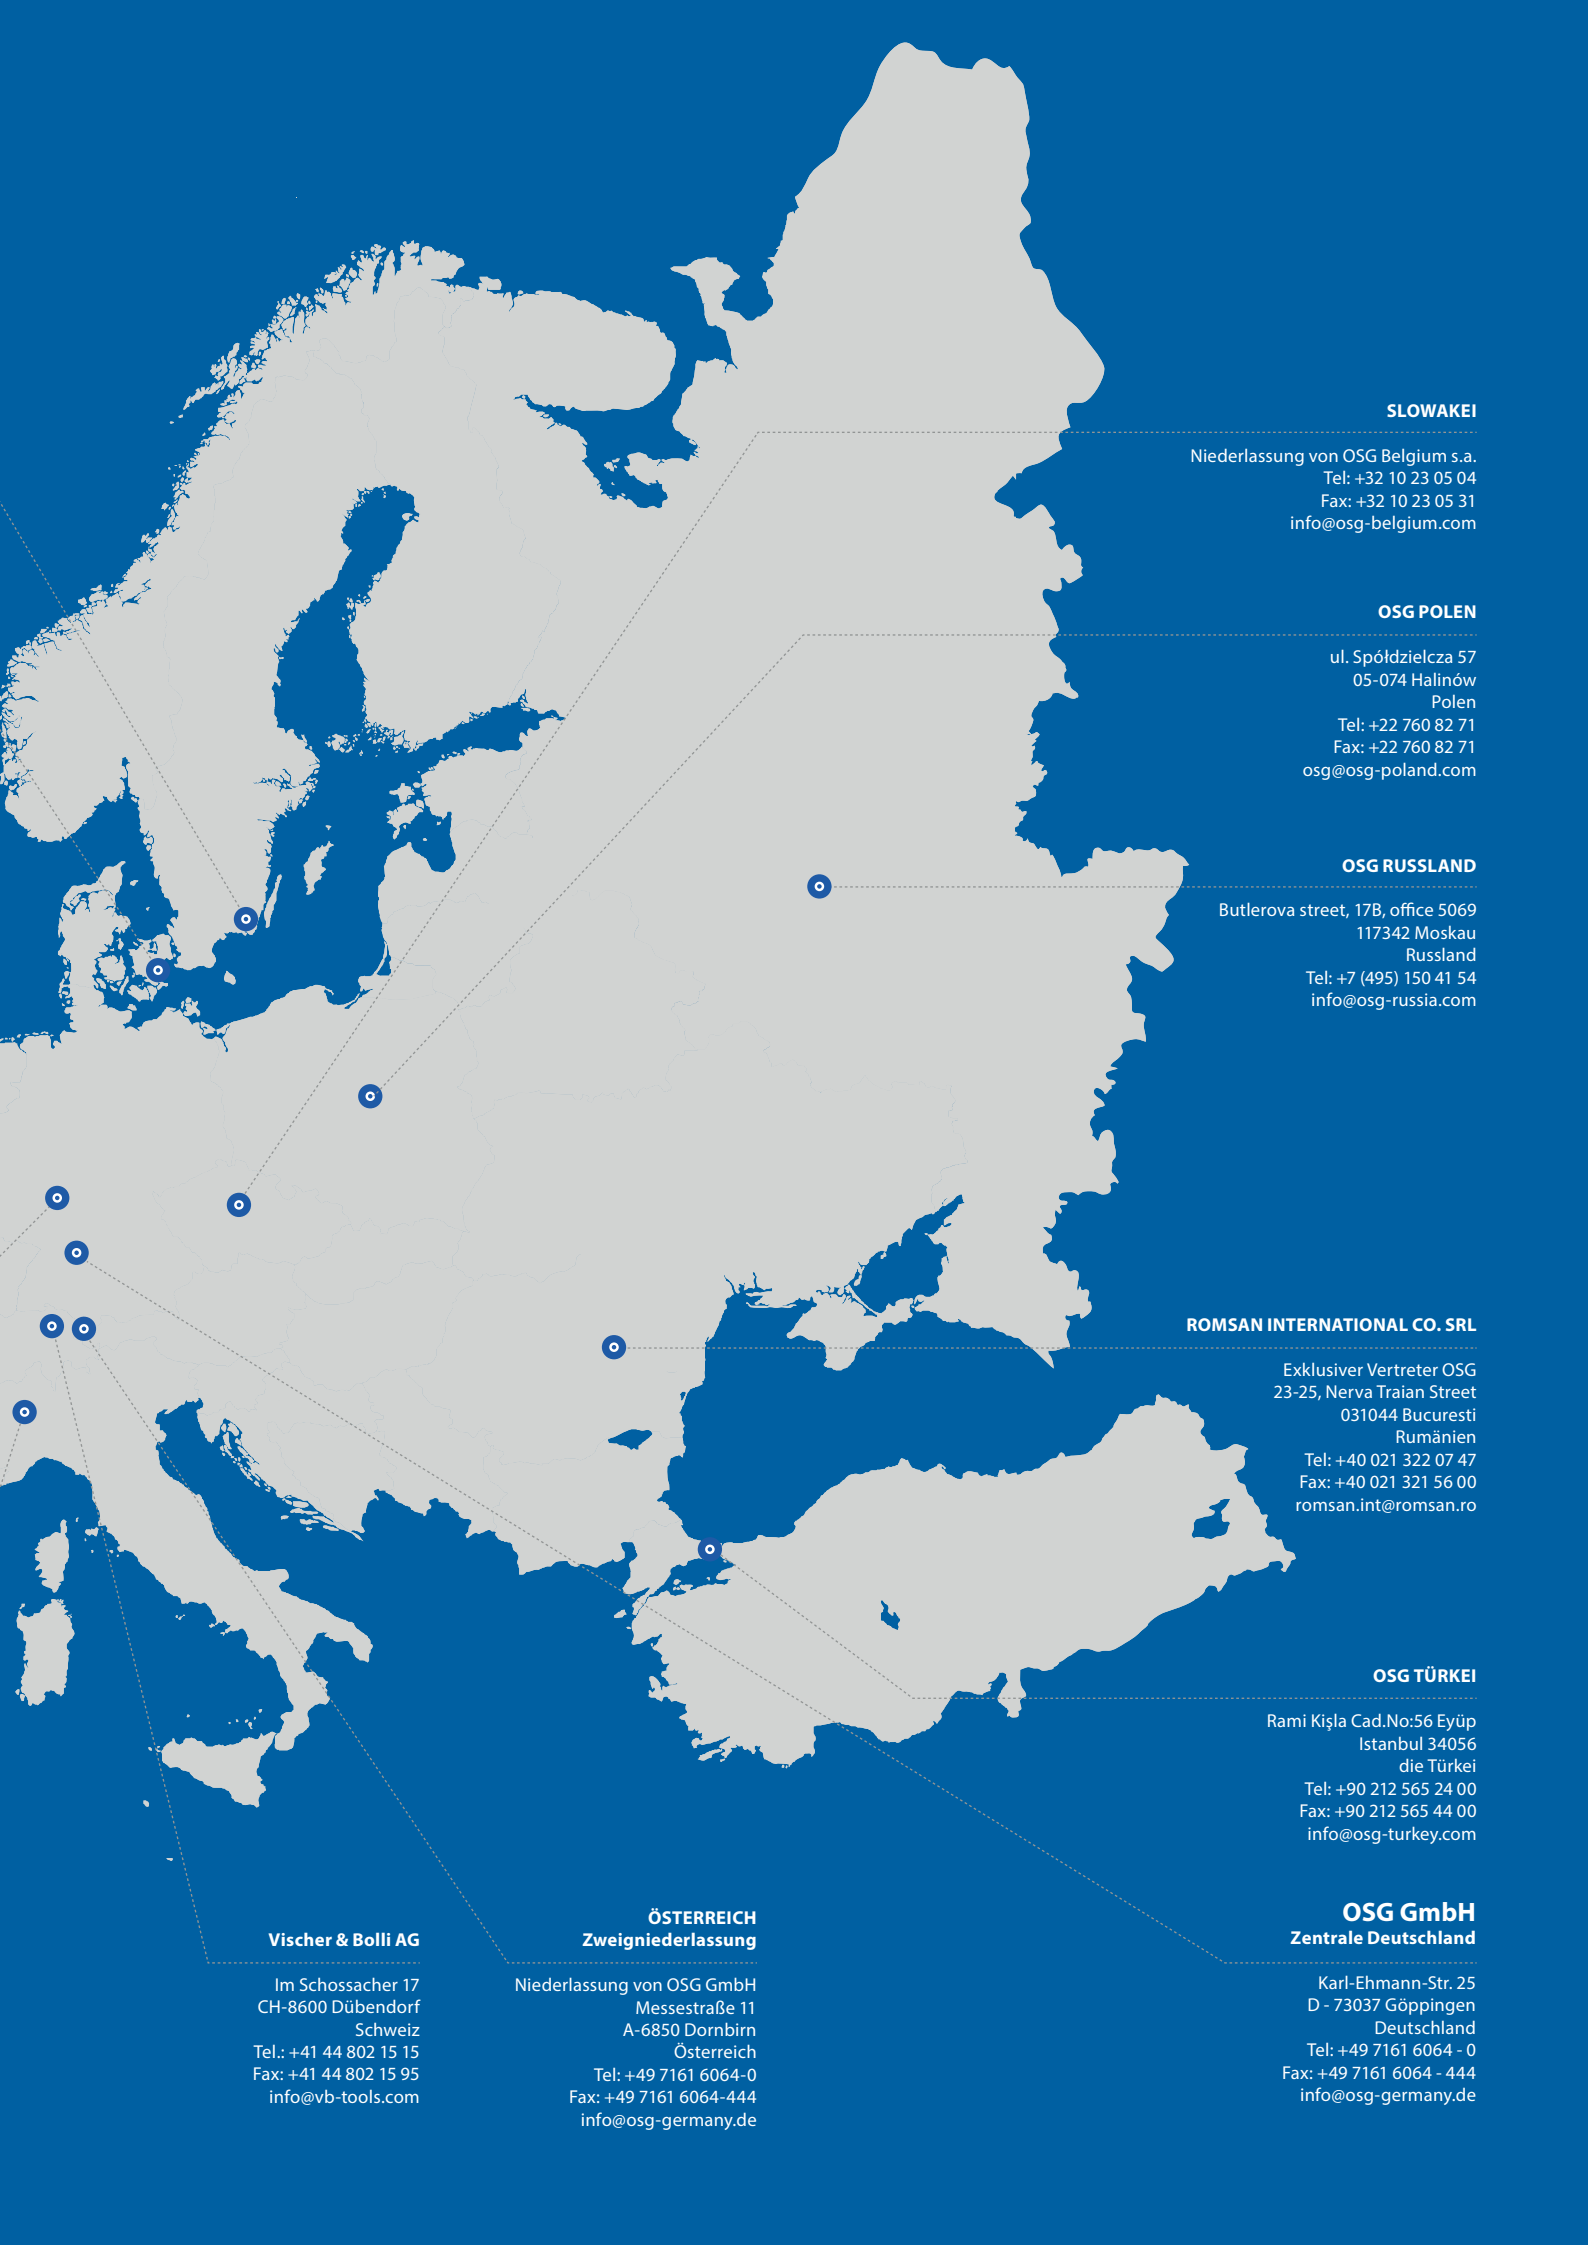 SLOWAKEI
Niederlassung von OSG Belgium s.a.
Tel: +32 10 23 05 04
Fax: +32 10 23 05 31
info@osg-belgium.com
OSG POLEN
ul. Spółdzielcza 57
05-074 Halinów
Polen
Tel: +22 760 82 71
Fax: +22 760 82 71
osg@osg-poland.com
OSG RUSSLAND
Butlerova street, 17B, office 5069
117342 Moskau
Russland
Tel: +7 (495) 150 41 54
info@osg-russia.com
ROMSAN INTERNATIONAL CO. SRL
Exklusiver Vertreter OSG
23-25, Nerva Traian Street
031044 Bucuresti
Rumänien
Tel: +40 021 322 07 47
Fax: +40 021 321 56 00
romsan.int@romsan.ro
OSG TÜRKEI
Rami Kişla Cad.No:56 Eyüp
Istanbul 34056
die Türkei
Tel: +90 212 565 24 00
Fax: +90 212 565 44 00
info@osg-turkey.com
Vischer & Bolli AG
Im Schossacher 17
CH-8600 Dübendorf
Schweiz
Tel.: +41 44 802 15 15
Fax: +41 44 802 15 95
info@vb-tools.com
ÖSTERREICH
Zweigniederlassung
Niederlassung von OSG GmbH
Messestraße 11
A-6850 Dornbirn
Österreich
Tel: +49 7161 6064-0
Fax: +49 7161 6064-444
info@osg-germany.de
OSG GmbH
Zentrale Deutschland
Karl-Ehmann-Str. 25
D - 73037 Göppingen
Deutschland
Tel: +49 7161 6064 - 0
Fax: +49 7161 6064 - 444
info@osg-germany.de